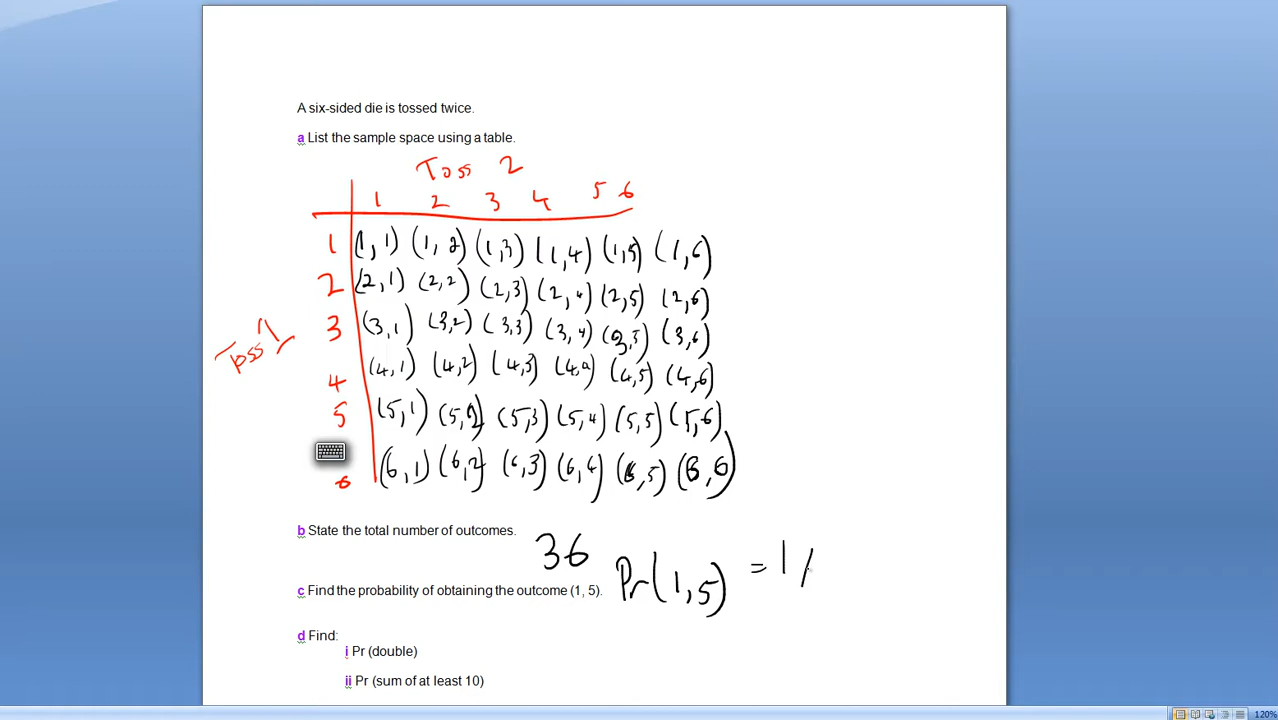 A six-sided die is tossed twice.
a List the sample space using a table.
Toss 2
1 2 3 4 5 6
1 (1,1) (1,2) (1,3) (1,4) (1,5) (1,6)
2 (2,1) (2,2) (2,3) (2,4) (2,5) (2,6)
3 (3,1) (3,2) (3,3) (3,4) (3,5) (3,6)
Toss 1
4 (4,1) (4,2) (4,3) (4,4) (4,5) (4,6)
5 (5,1) (5,2) (5,3) (5,4) (5,5) (5,6)
6 (6,1) (6,2) (6,3) (6,4) (6,5) (6,6)
b State the total number of outcomes. 36
c Find the probability of obtaining the outcome (1, 5). Pr(1,5) = 1/
d Find:
i Pr (double)
ii Pr (sum of at least 10)
120%